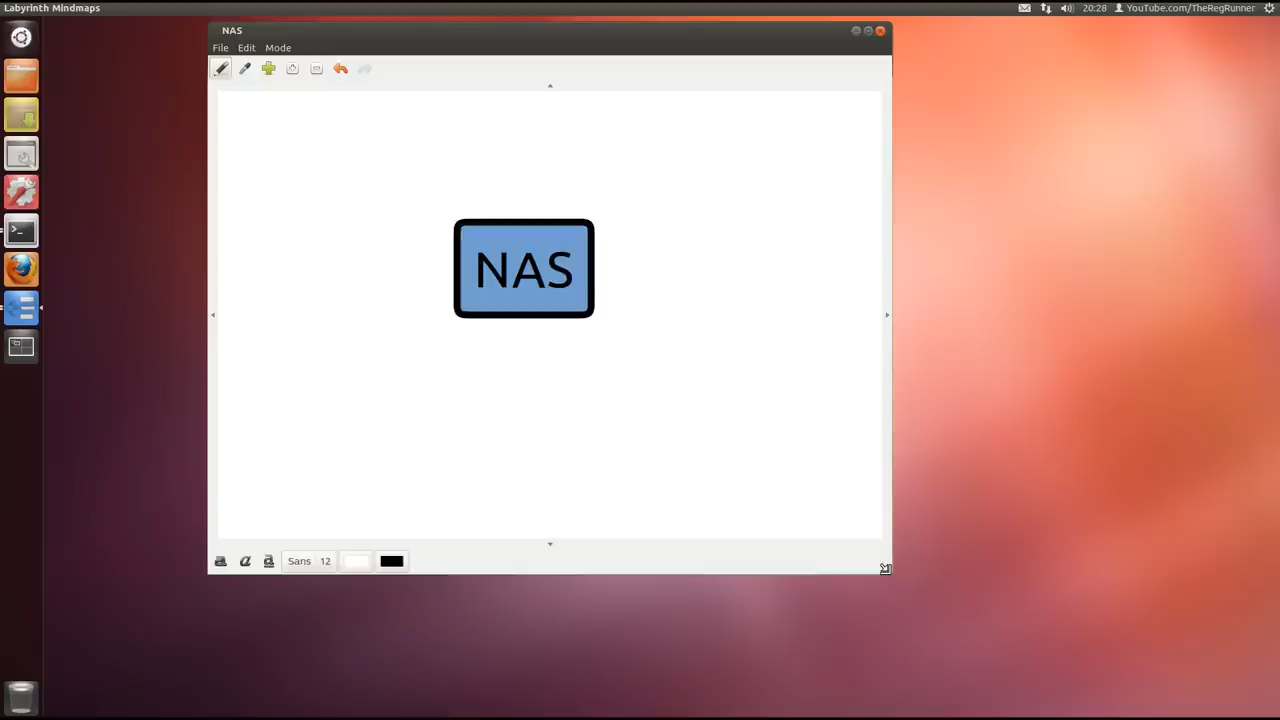 Labyrinth Mindmaps
20:28
YouTube.com/TheRegRunner
NAS
File Edit Mode
NAS
Sans 12